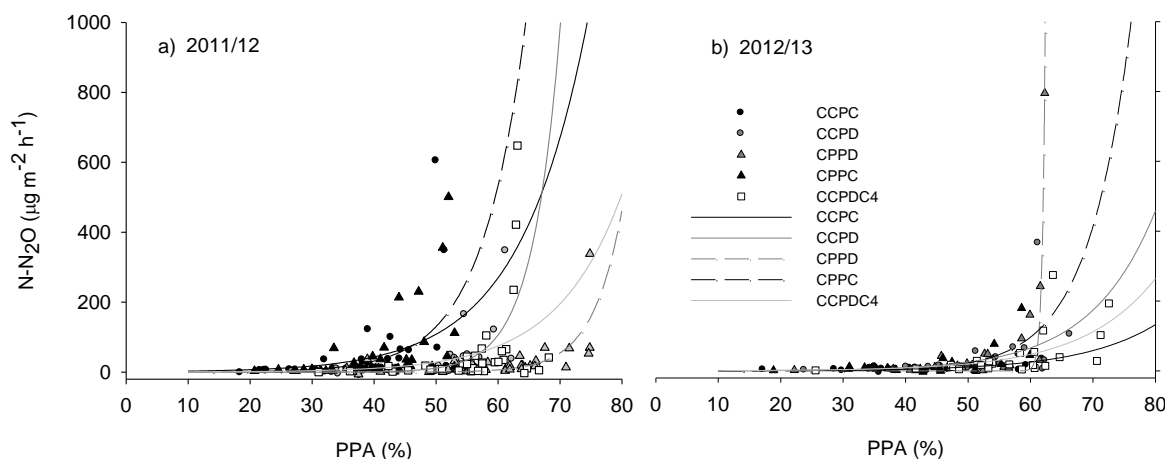 a) 2011/12
b) 2012/13
N-N2O (µg m-2 h-1)
1000
800
600
400
200
0
CCPC
CCPD
CPPD
CPPC
CCPDC4
CCPC
CCPD
CPPD
CPPC
CCPDC4
0 10 20 30 40 50 60 70 80
0 10 20 30 40 50 60 70 80
PPA (%)
PPA (%)